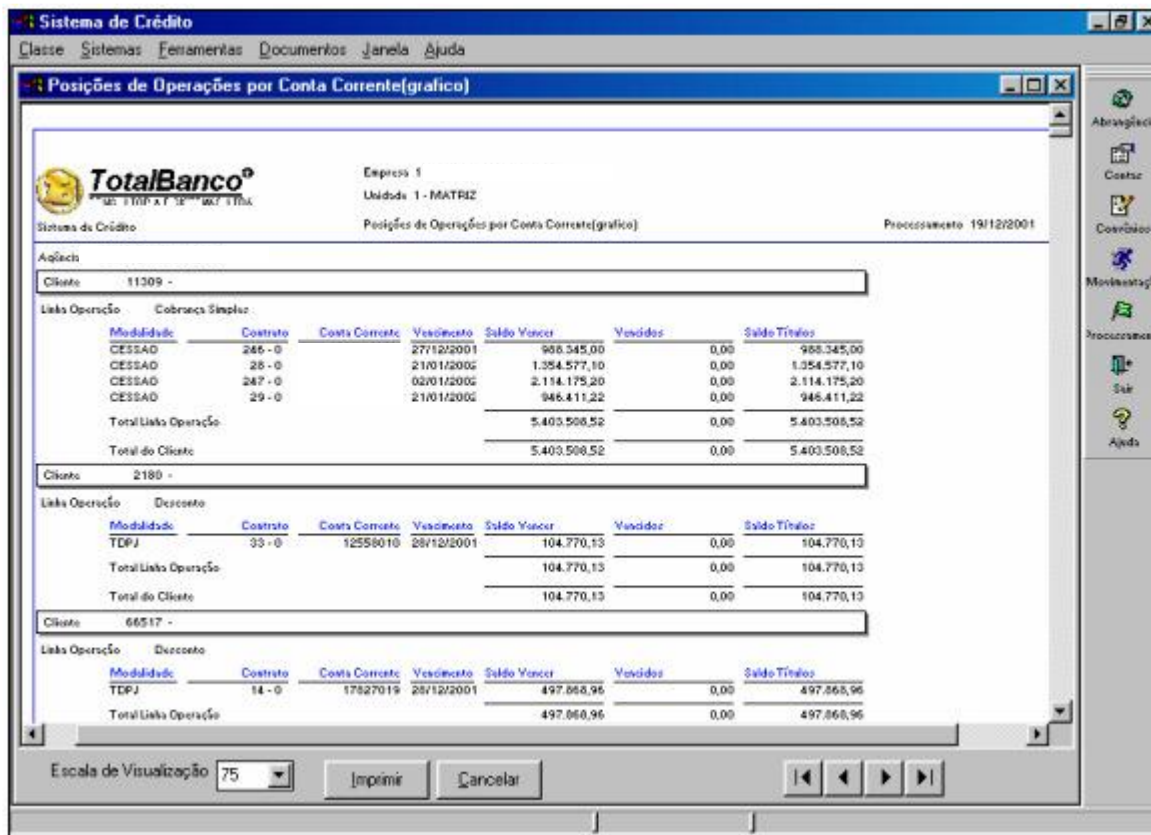 Sistema de Crédito
Classe Sistemas Ferramentas Documentos Janela Ajuda
Posições de Operações por Conta Corrente(grafico)
TotalBanco
Empresa 1
Unidade 1 - MATRIZ
Sistema de Crédito Posições de Operações por Conta Corrente(grafico) Processamento 19/12/2001
Agência
Cliente 11309 -
Linha Operação Cobrança Simples
Modalidade Contrato Conta Corrente Vencimento Saldo Vencer Vencidos Saldo Títulos
CESSAO 246 - 0 27/12/2001 988.345,00 0,00 988.345,00
CESSAO 28 - 0 21/01/2002 1.354.577,10 0,00 1.354.577,10
CESSAO 247 - 0 02/01/2002 2.114.175,20 0,00 2.114.175,20
CESSAO 29 - 0 21/01/2002 946.411,22 0,00 946.411,22
Total Linha Operação 5.403.508,52 0,00 5.403.508,52
Total do Cliente 5.403.508,52 0,00 5.403.508,52
Cliente 2180 -
Linha Operação Desconto
Modalidade Contrato Conta Corrente Vencimento Saldo Vencer Vencidos Saldo Títulos
TDPJ 33 - 0 12558010 28/12/2001 104.770,13 0,00 104.770,13
Total Linha Operação 104.770,13 0,00 104.770,13
Total do Cliente 104.770,13 0,00 104.770,13
Cliente 66517 -
Linha Operação Desconto
Modalidade Contrato Conta Corrente Vencimento Saldo Vencer Vencidos Saldo Títulos
TDPJ 14 - 0 17827019 28/12/2001 497.868,96 0,00 497.868,96
Total Linha Operação 497.868,96 0,00 497.868,96
Escala de Visualização 75 Imprimir Cancelar
Abrangênci
Contas
Convênios
Movimentaç
Processamen
Sair
Ajuda